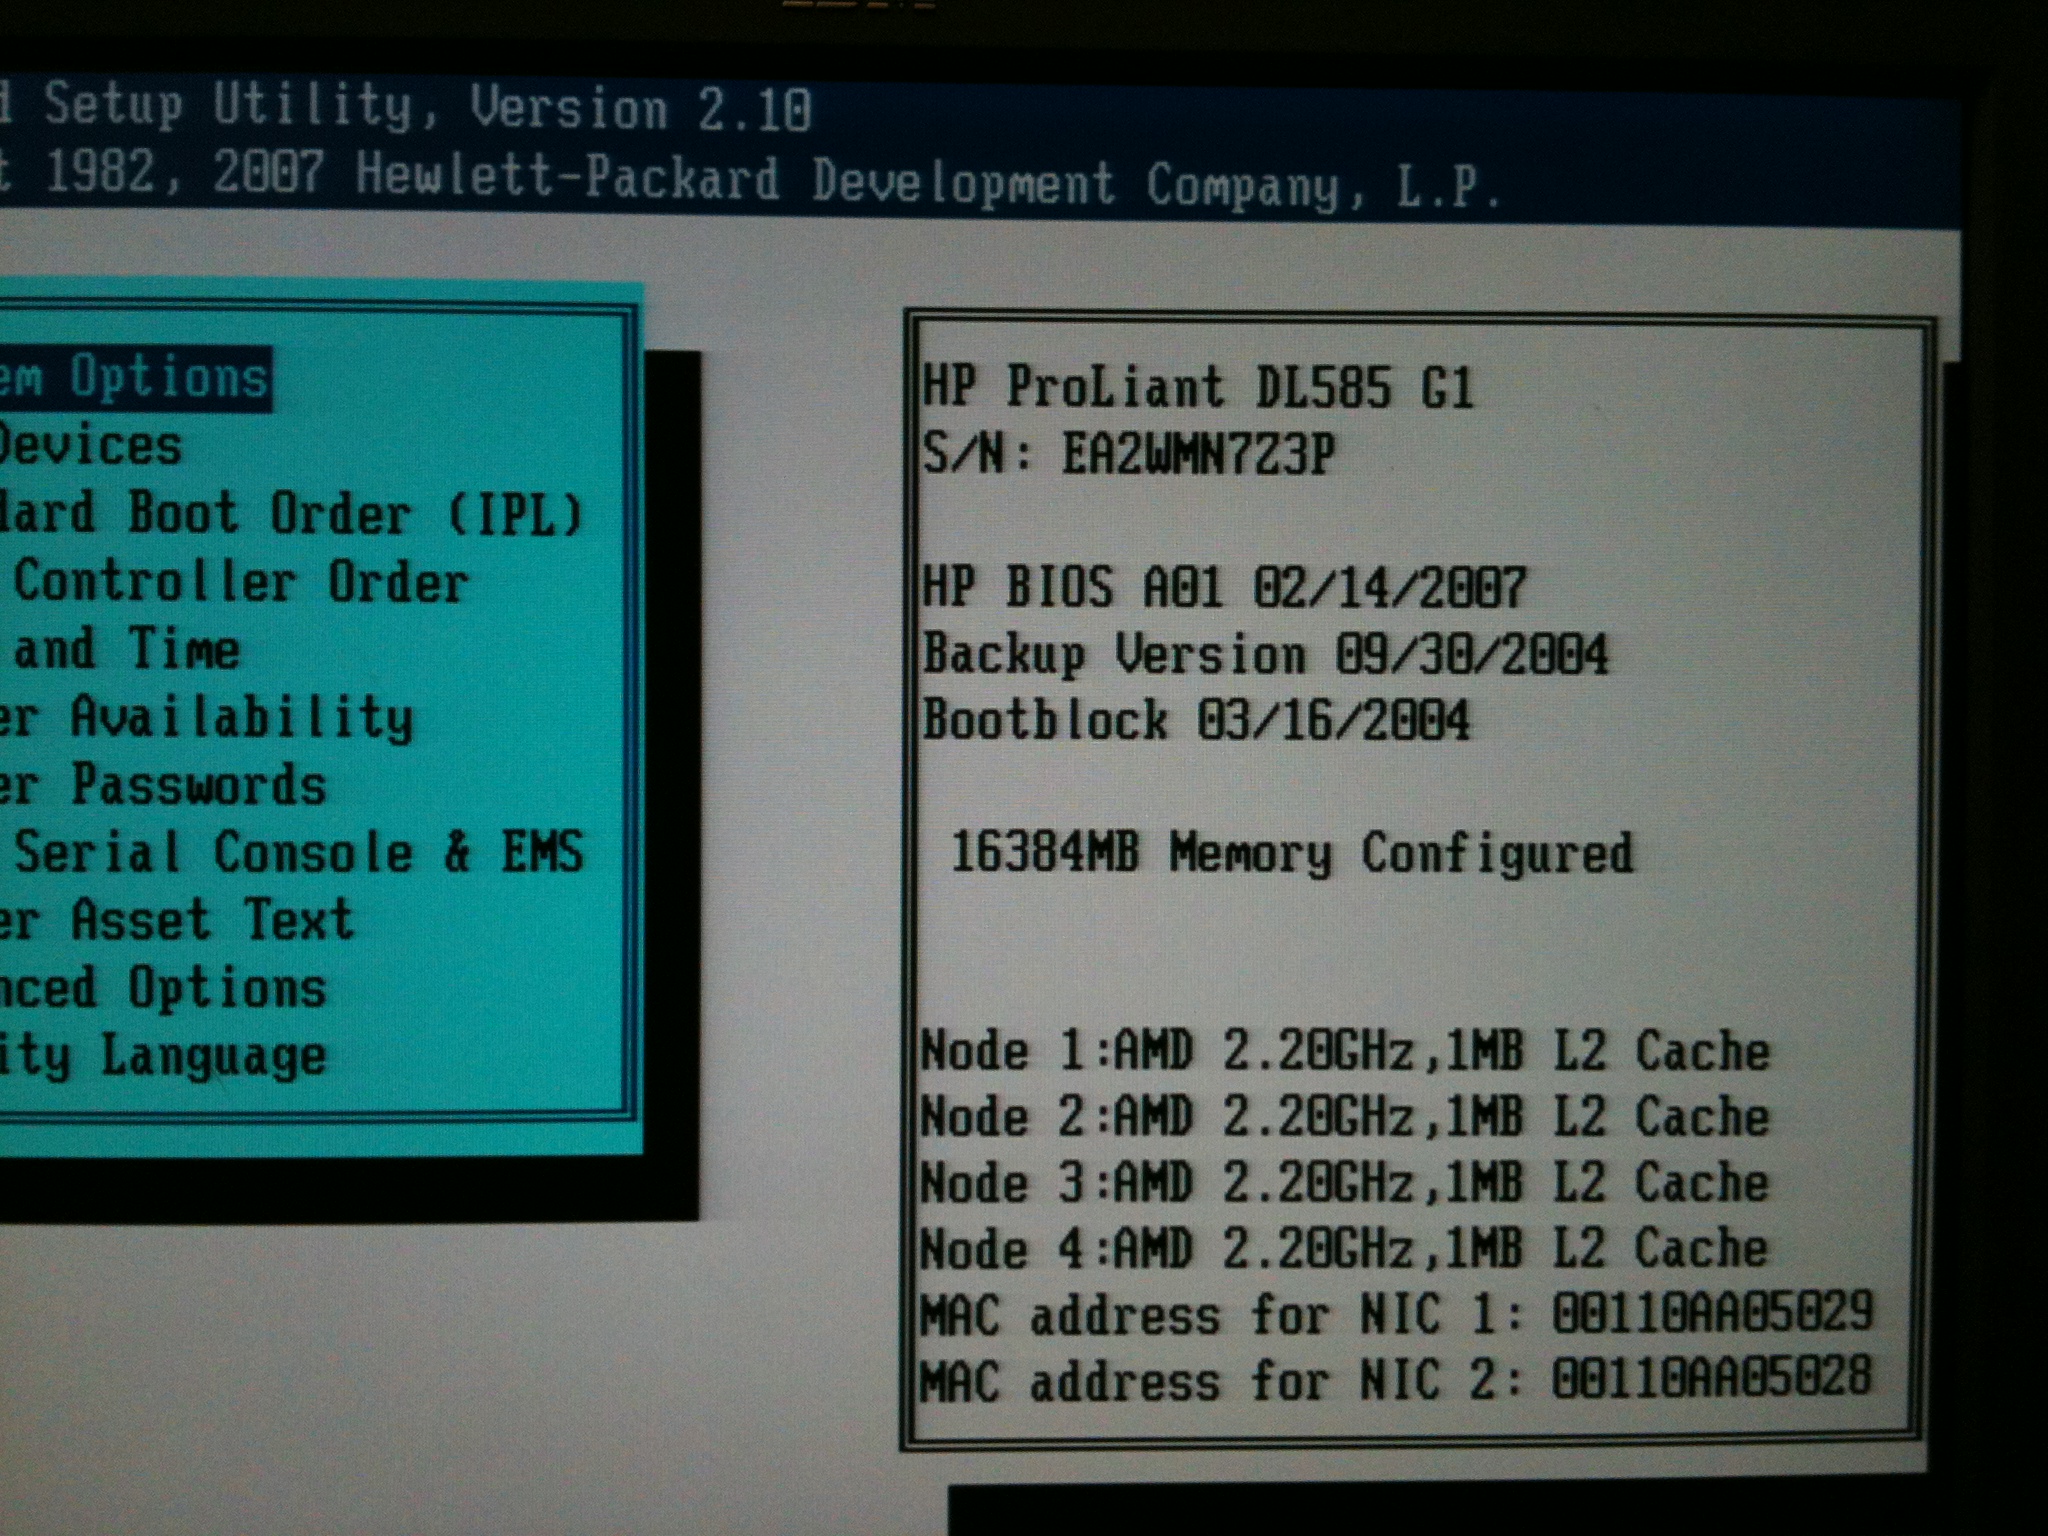 d Setup Utility, Version 2.10
t 1982, 2007 Hewlett-Packard Development Company, L.P.
em Options
Devices
dard Boot Order (IPL)
Controller Order
and Time
er Availability
er Passwords
Serial Console & EMS
er Asset Text
nced Options
ity Language
HP ProLiant DL585 G1
S/N: EA2WMN7Z3P
HP BIOS A01 02/14/2007
Backup Version 09/30/2004
Bootblock 03/16/2004
16384MB Memory Configured
Node 1:AMD 2.20GHz,1MB L2 Cache
Node 2:AMD 2.20GHz,1MB L2 Cache
Node 3:AMD 2.20GHz,1MB L2 Cache
Node 4:AMD 2.20GHz,1MB L2 Cache
MAC address for NIC 1: 00110AA05029
MAC address for NIC 2: 00110AA05028